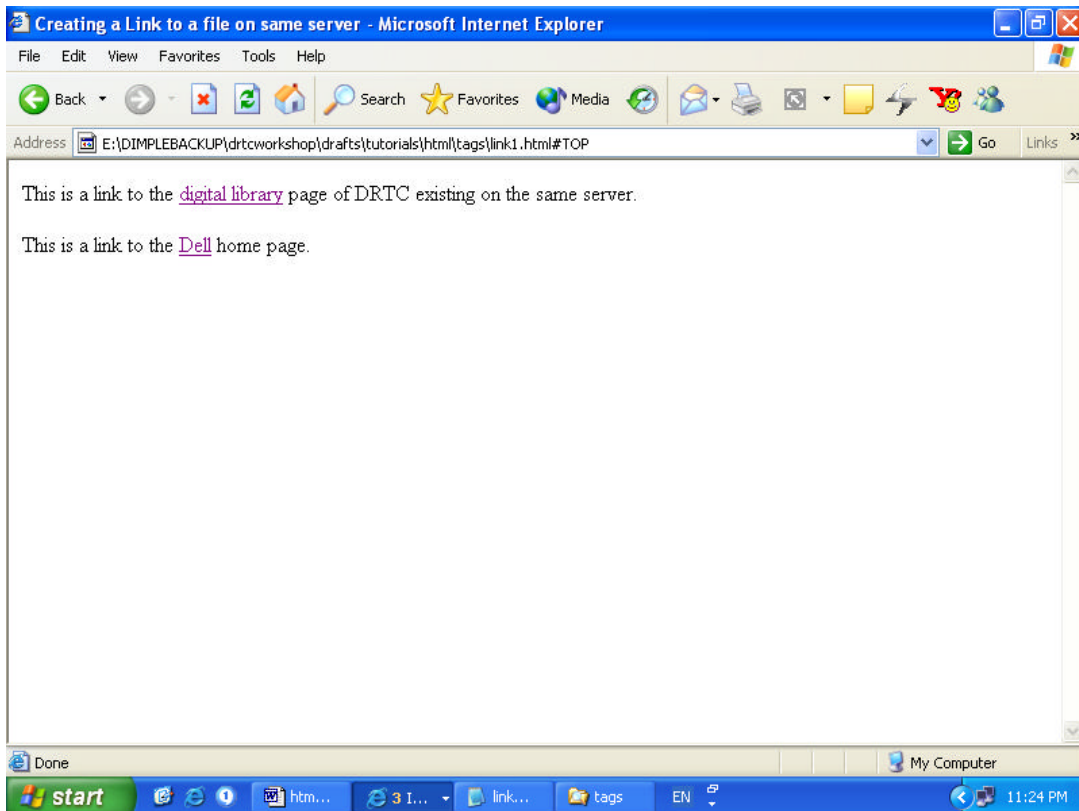 Creating a Link to a file on same server - Microsoft Internet Explorer
File Edit View Favorites Tools Help
Back Search Favorites Media
Address E:\DIMPLEBACKUP\drtcworkshop\drafts\tutorials\html\tags\link1.html#TOP Go Links »
This is a link to the digital library page of DRTC existing on the same server.
This is a link to the Dell home page.
Done My Computer
start htm... 3 I... link... tags EN 11:24 PM